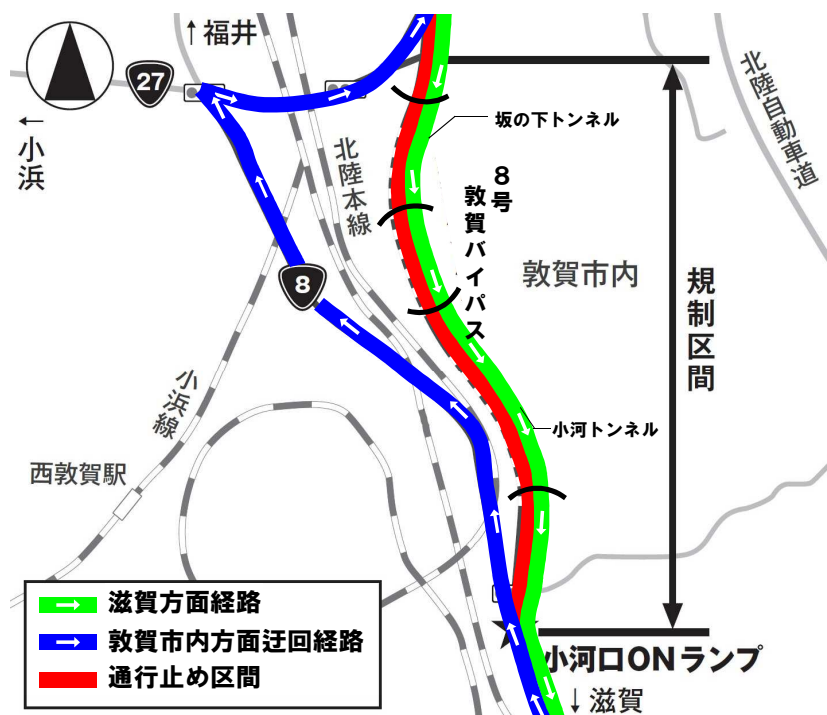 ↑福井
27
←
小浜
北陸本線
坂の下トンネル
8号
敦賀バイパス
北陸自動車道
敦賀市内
規制区間
8
小浜線
西敦賀駅
小河トンネル
滋賀方面経路
敦賀市内方面迂回経路
通行止め区間
小河口ONランプ
↓滋賀